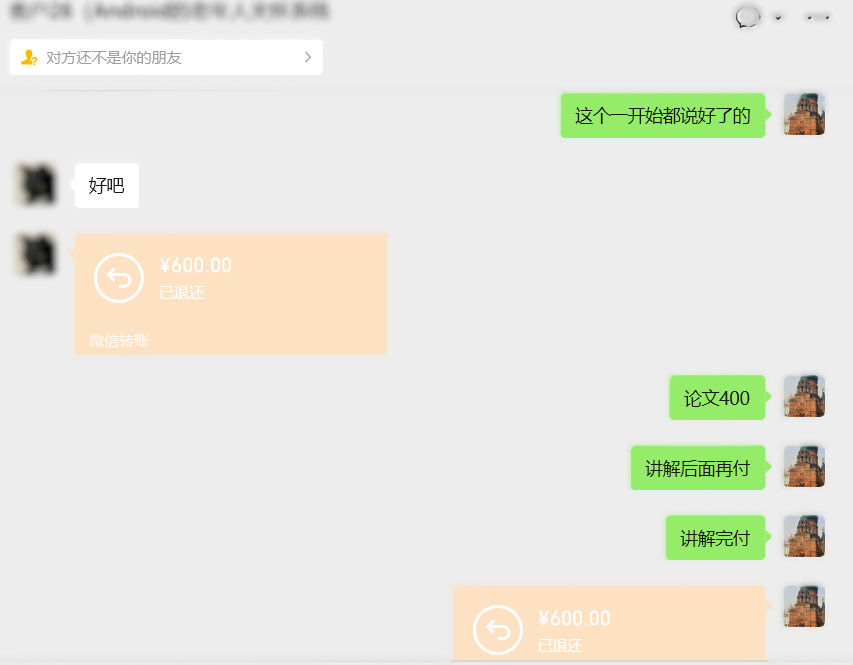 对方还不是你的朋友
这个一开始都说好了的
好吧
¥600.00
已退还
微信转账
论文400
讲解后面再付
讲解完付
¥600.00
已退还